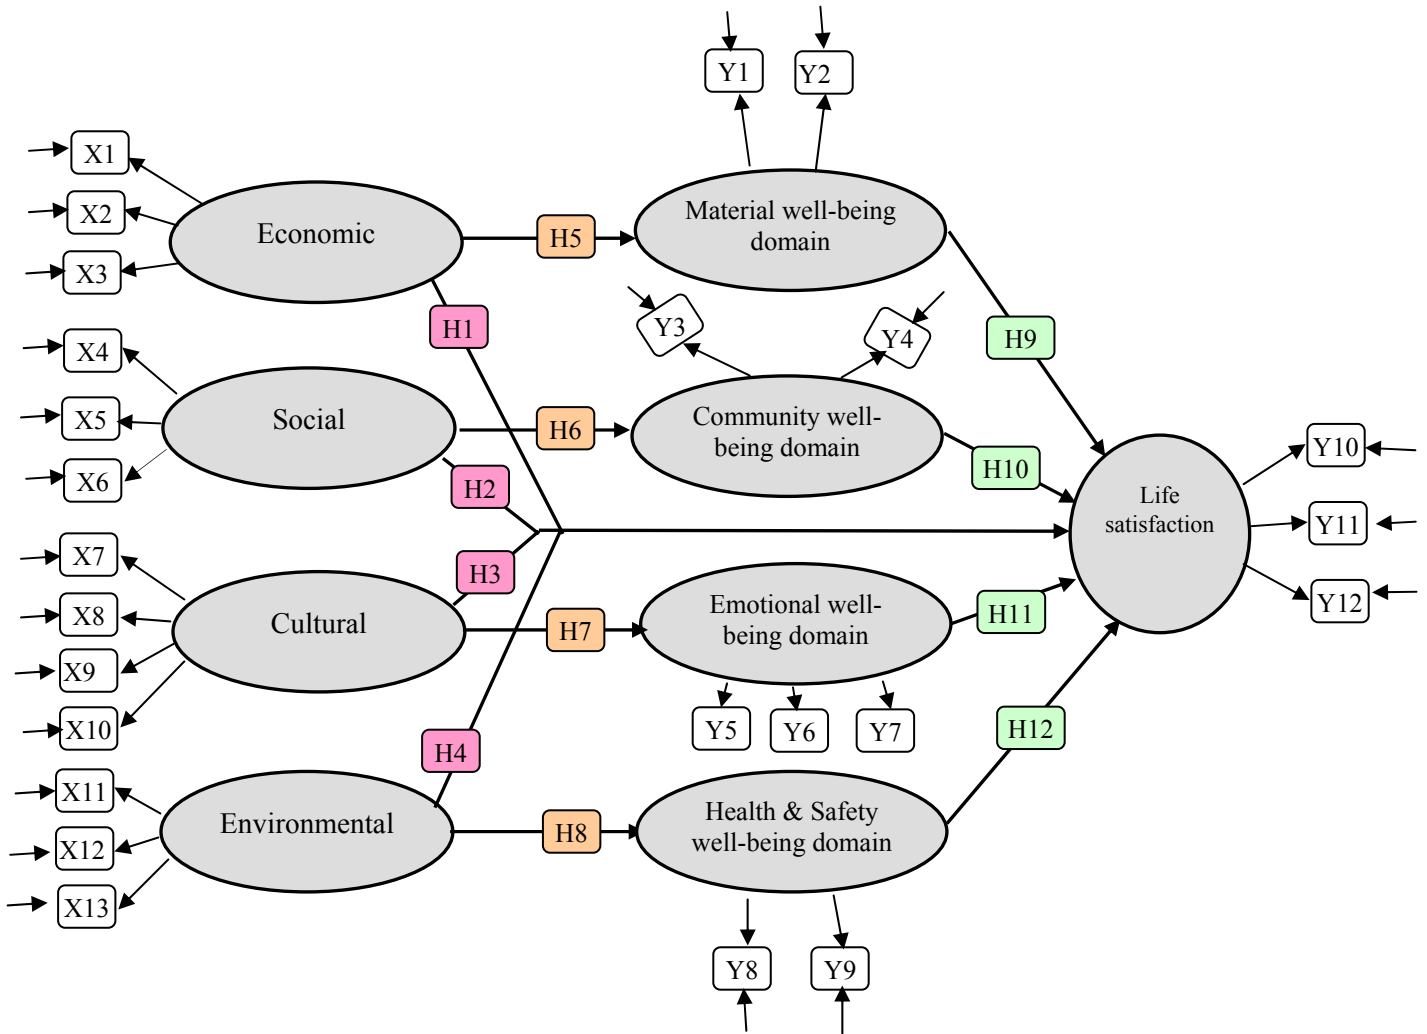 Y1
Y2
X1
X2
X3
Economic
H5
Material well-being
domain
H1
Y3
Y4
H9
X4
X5
X6
Social
H6
Community well-
being domain
H2
H10
Life
satisfaction
Y10
Y11
Y12
X7
X8
X9
X10
Cultural
H3
H7
Emotional well-
being domain
H11
Y5
Y6
Y7
H4
H12
X11
X12
X13
Environmental
H8
Health & Safety
well-being domain
Y8
Y9